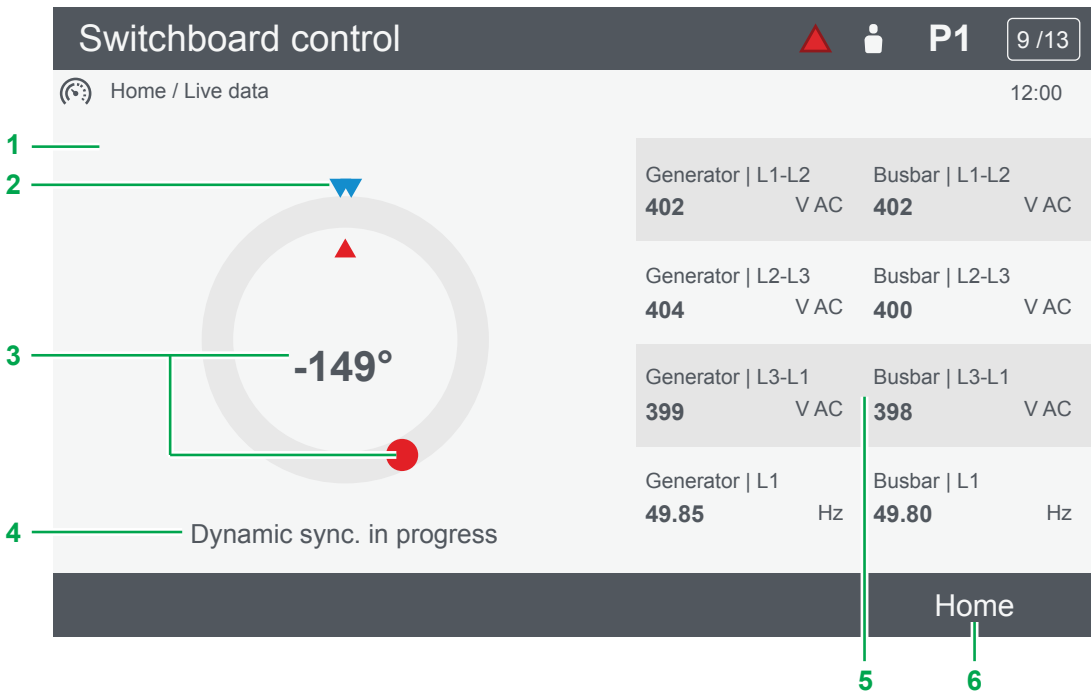 Switchboard control P1 9 /13
Home / Live data 12:00
1
2
3
-149°
4
Dynamic sync. in progress
Generator | L1-L2 Busbar | L1-L2
402 V AC 402 V AC
Generator | L2-L3 Busbar | L2-L3
404 V AC 400 V AC
Generator | L3-L1 Busbar | L3-L1
399 V AC 398 V AC
Generator | L1 Busbar | L1
49.85 Hz 49.80 Hz
Home
5 6